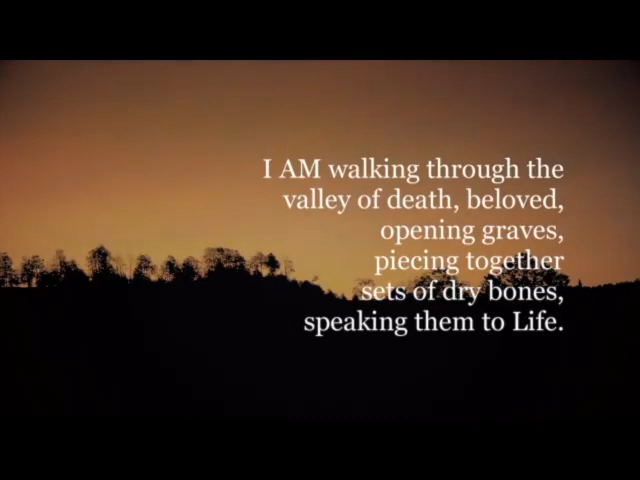 I AM walking through the
valley of death, beloved,
opening graves,
piecing together
sets of dry bones,
speaking them to Life.